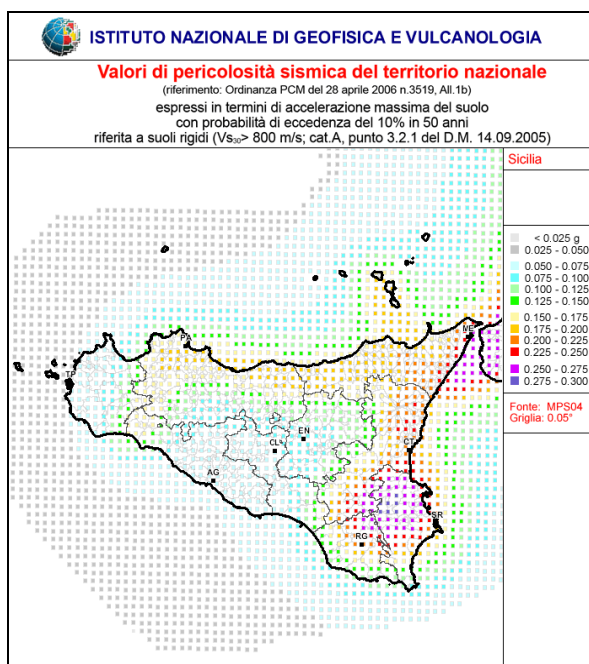 ISTITUTO NAZIONALE DI GEOFISICA E VULCANOLOGIA
Valori di pericolosità sismica del territorio nazionale
(riferimento: Ordinanza PCM del 28 aprile 2006 n.3519, All.1b)
espressi in termini di accelerazione massima del suolo
con probabilità di eccedenza del 10% in 50 anni
riferita a suoli rigidi (Vs₃₀> 800 m/s; cat.A, punto 3.2.1 del D.M. 14.09.2005)
Sicilia
< 0.025 g
0.025 - 0.050
0.050 - 0.075
0.075 - 0.100
0.100 - 0.125
0.125 - 0.150
0.150 - 0.175
0.175 - 0.200
0.200 - 0.225
0.225 - 0.250
0.250 - 0.275
0.275 - 0.300
Fonte: MPS04
Griglia: 0.05°
ME
PA
TP
EN
CL
CT
AG
SR
RG